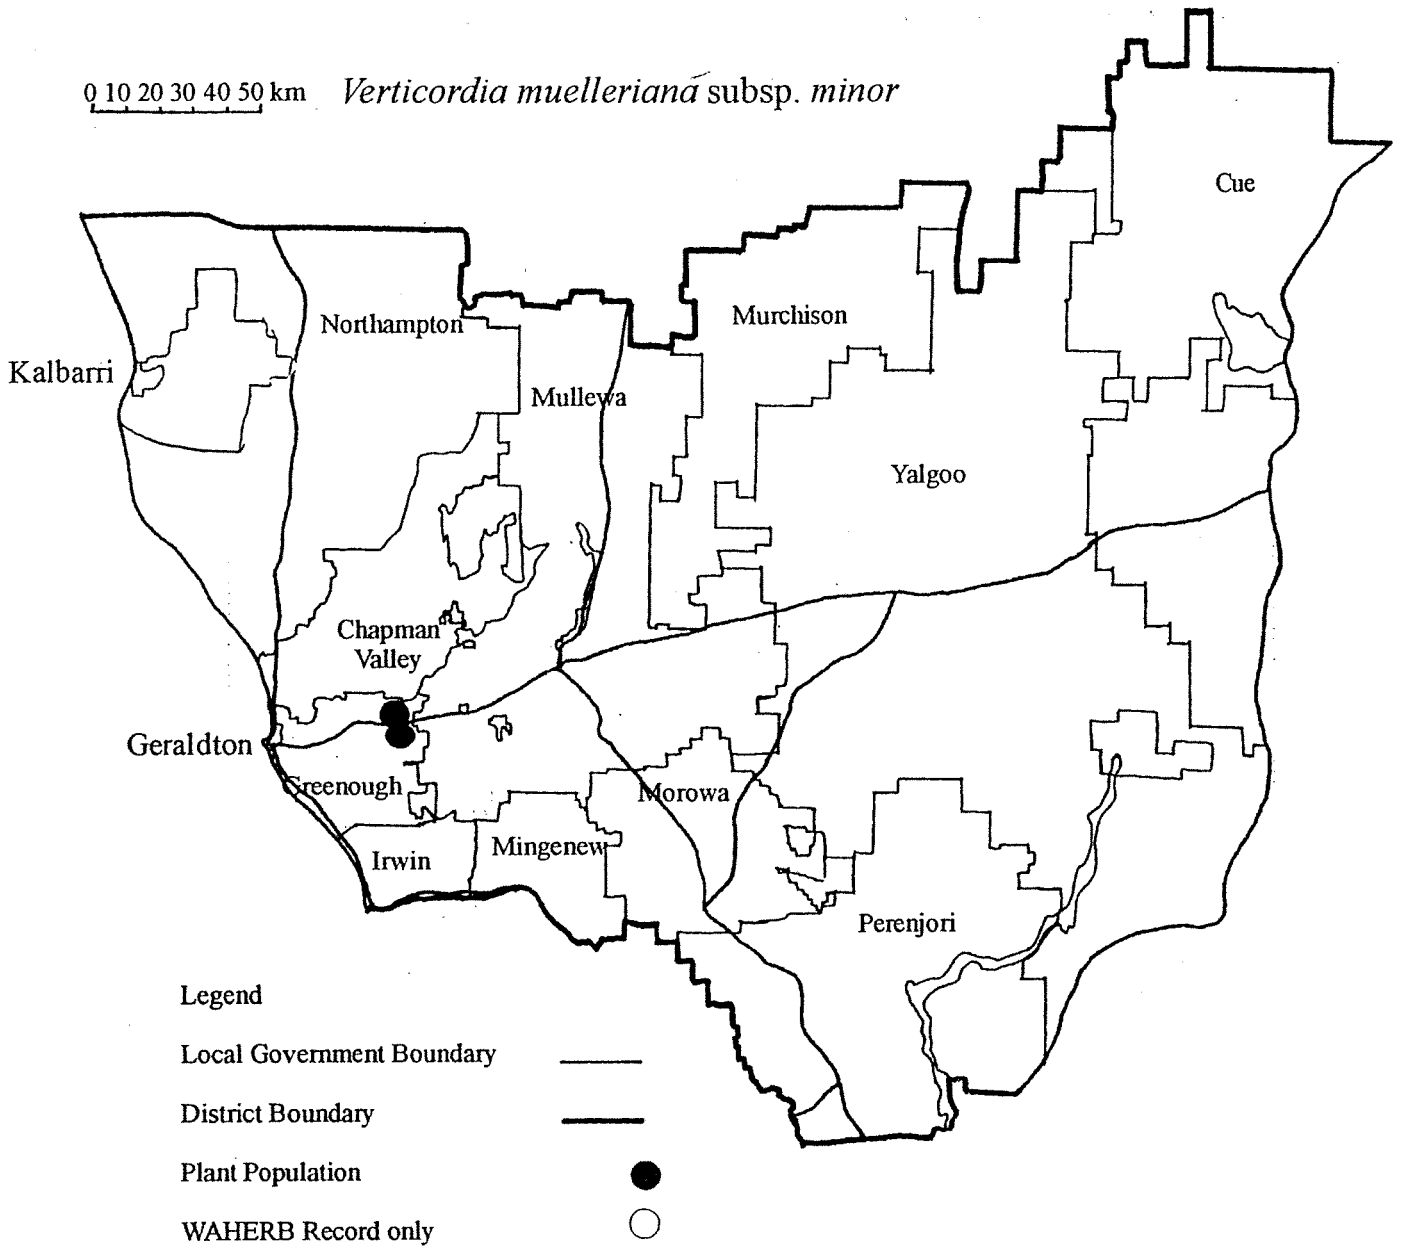 0 10 20 30 40 50 km
Verticordia muelleriana subsp. minor
Cue
Northampton
Murchison
Kalbarri
Mullewa
Yalgoo
Chapman
Valley
Geraldton
Greenough
Morowa
Irwin
Mingenew
Perenjori
Legend
Local Government Boundary
District Boundary
Plant Population
WAHERB Record only